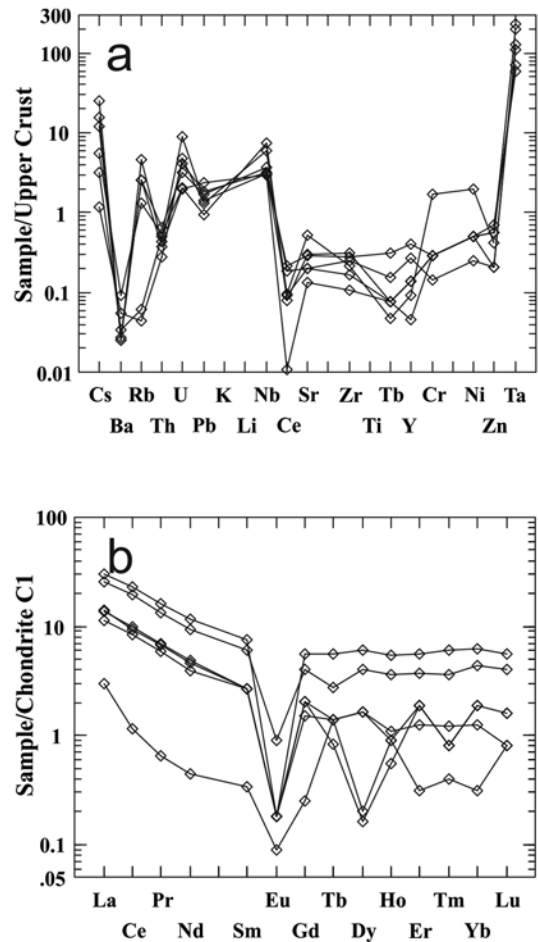 300
100
10
1
0.1
0.01
Sample/Upper Crust
a
Cs Rb U K Nb Sr Zr Tb Cr Ni Ta
Ba Th Pb Li Ce Ti Y Zn
100
10
1
0.1
.05
Sample/Chondrite C1
b
La Pr Eu Tb Ho Tm Lu
Ce Nd Sm Gd Dy Er Yb